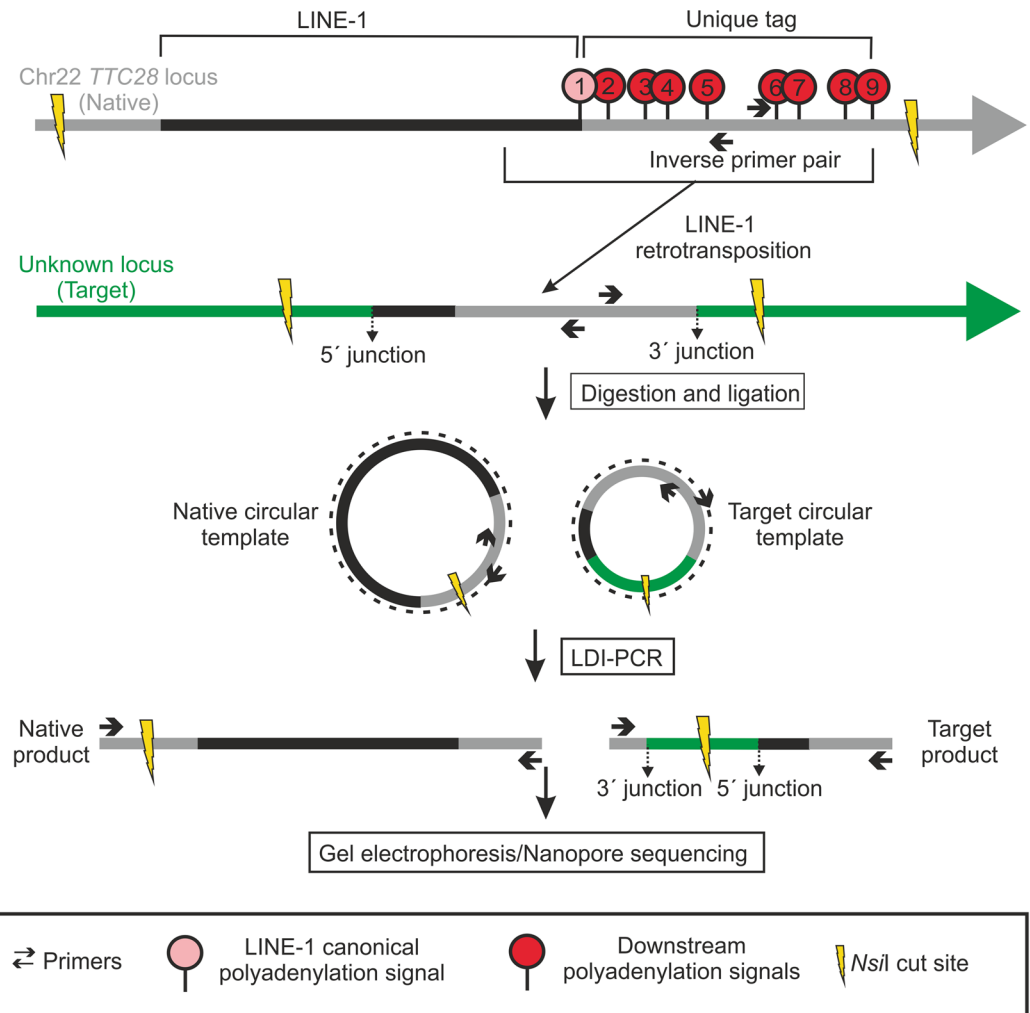 LINE-1
Unique tag
Chr22 TTC28 locus
(Native)
1 2 3 4 5 6 7 8 9
Inverse primer pair
LINE-1
retrotransposition
Unknown locus
(Target)
5´ junction
3´ junction
Digestion and ligation
Native circular
template
Target circular
template
LDI-PCR
Native
product
Target
product
3´ junction
5´ junction
Gel electrophoresis/Nanopore sequencing
Primers
LINE-1 canonical
polyadenylation signal
Downstream
polyadenylation signals
NsiI cut site